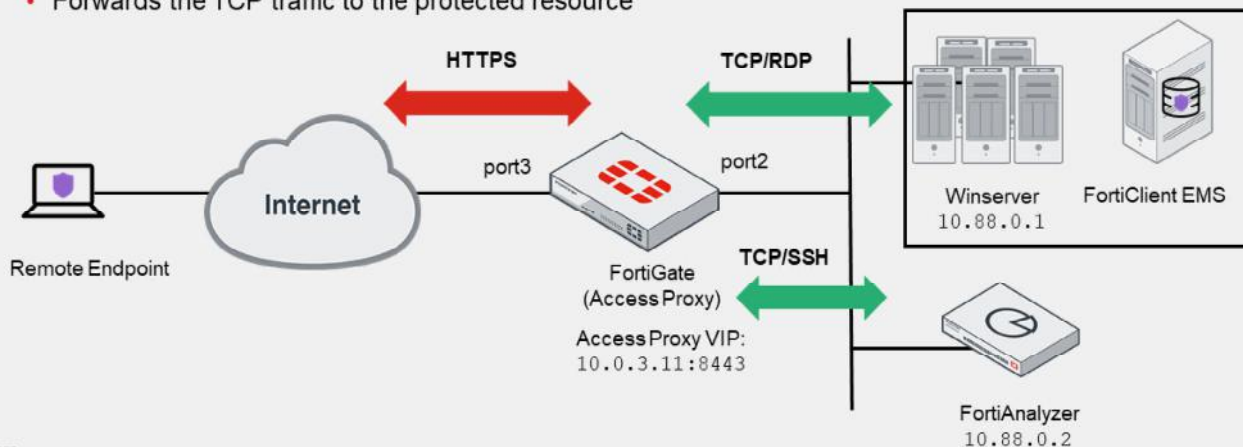 • Forwards the TCP traffic to the protected resource
HTTPS
TCP/RDP
port3
port2
Internet
Remote Endpoint
Winserver
10.88.0.1
FortiClient EMS
TCP/SSH
FortiGate
(Access Proxy)
Access Proxy VIP:
10.0.3.11:8443
FortiAnalyzer
10.88.0.2